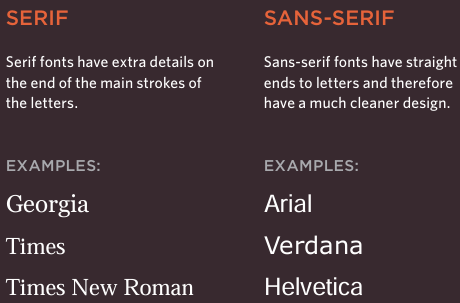 SERIF
Serif fonts have extra details on
the end of the main strokes of
the letters.
EXAMPLES:
Georgia
Times
Times New Roman
SANS-SERIF
Sans-serif fonts have straight
ends to letters and therefore
have a much cleaner design.
EXAMPLES:
Arial
Verdana
Helvetica